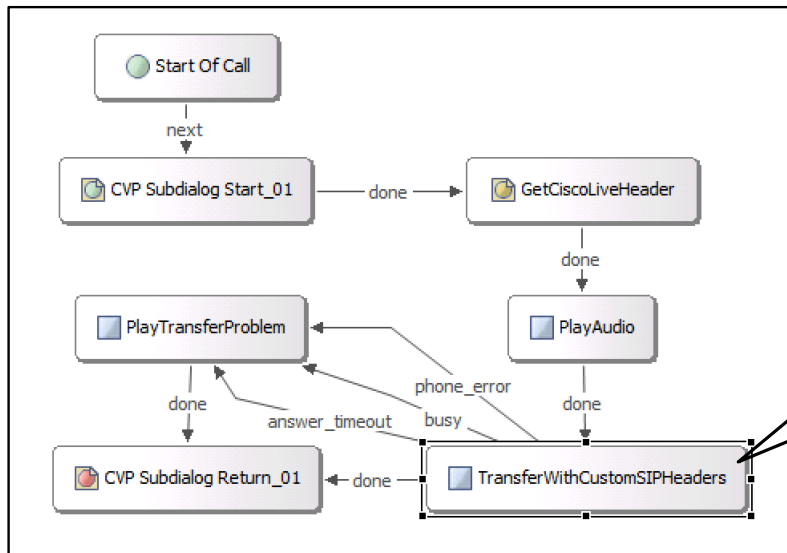 Start Of Call
next
CVP Subdialog Start_01
done
GetCiscoLiveHeader
done
PlayTransferProblem
PlayAudio
phone_error
done
answer_timeout
busy
done
CVP Subdialog Return_01
done
TransferWithCustomSIPHeaders